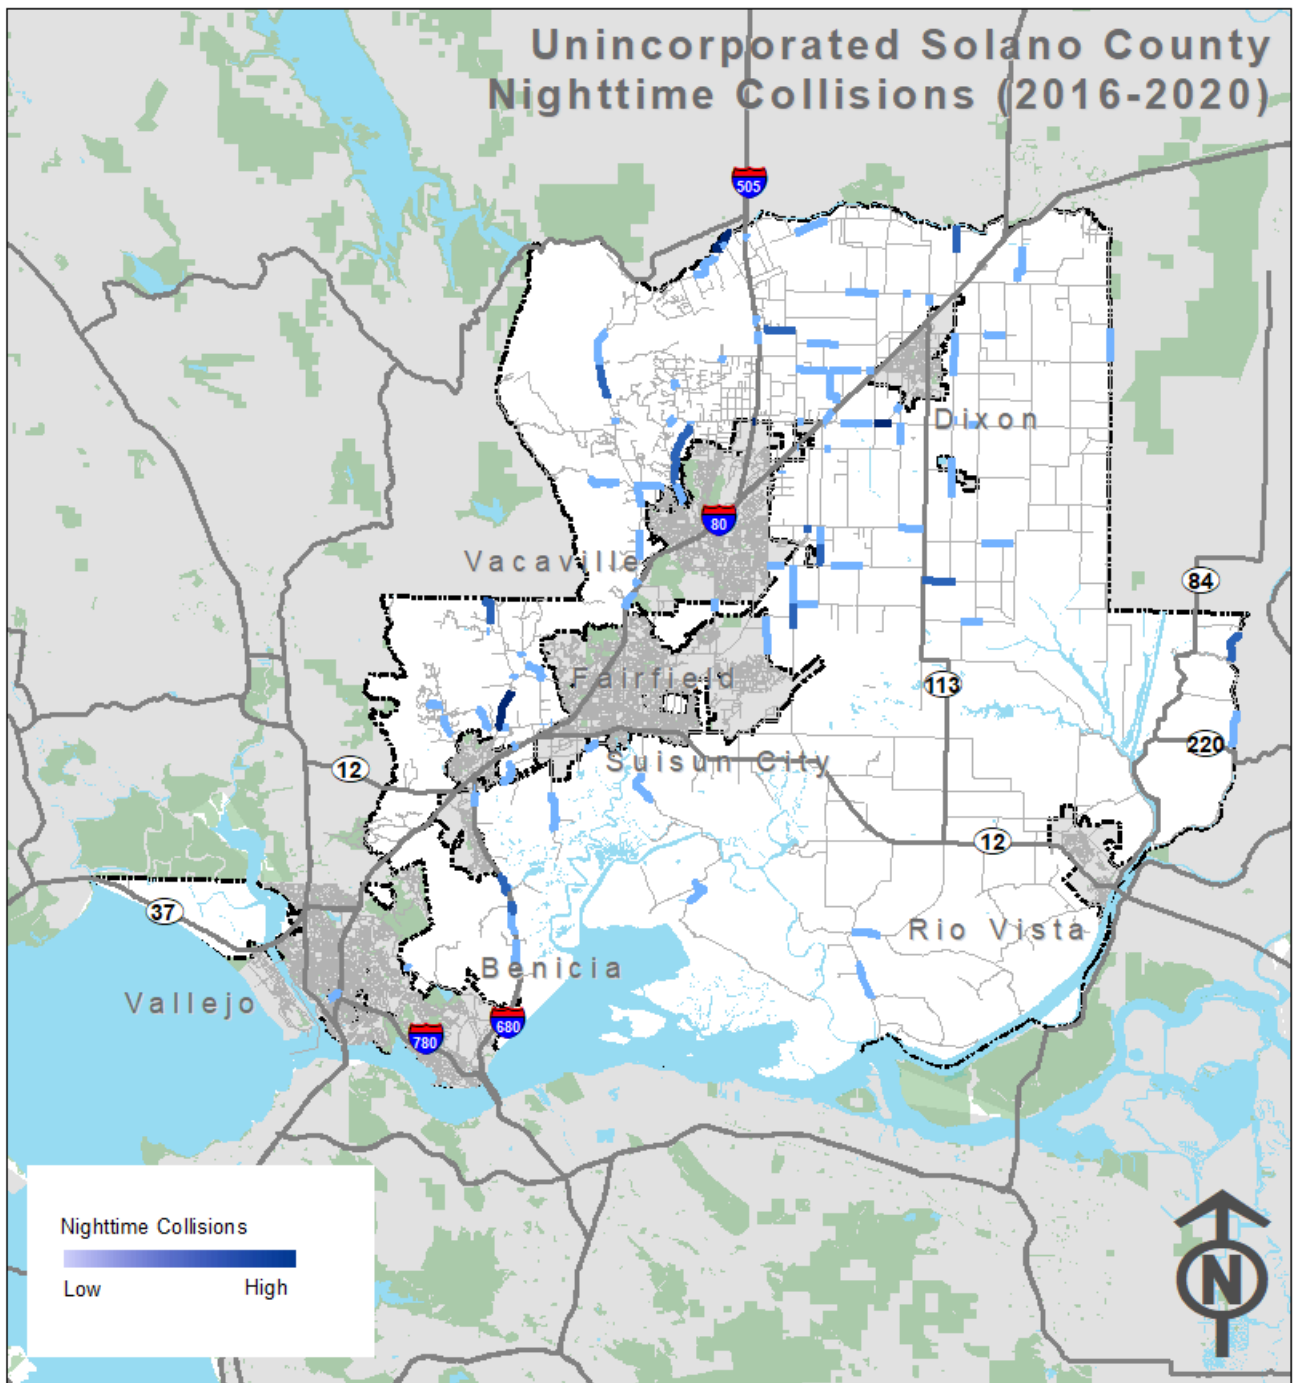 Unincorporated Solano County
Nighttime Collisions (2016-2020)
505
Dixon
80
Vacaville
84
Fairfield
113
220
Suisun City
12
12
37
Rio Vista
Benicia
Vallejo
680
780
Nighttime Collisions
Low High
N